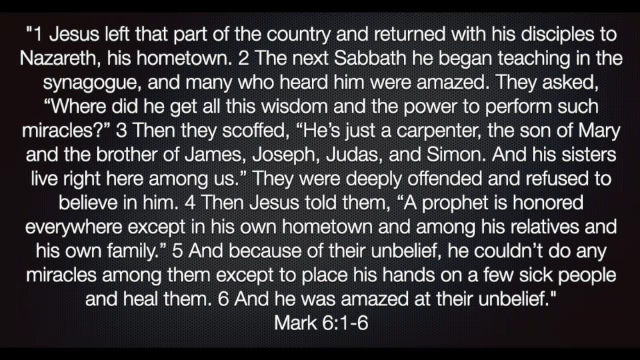 "1 Jesus left that part of the country and returned with his disciples to
Nazareth, his hometown. 2 The next Sabbath he began teaching in the
synagogue, and many who heard him were amazed. They asked,
“Where did he get all this wisdom and the power to perform such
miracles?” 3 Then they scoffed, “He’s just a carpenter, the son of Mary
and the brother of James, Joseph, Judas, and Simon. And his sisters
live right here among us.” They were deeply offended and refused to
believe in him. 4 Then Jesus told them, “A prophet is honored
everywhere except in his own hometown and among his relatives and
his own family.” 5 And because of their unbelief, he couldn’t do any
miracles among them except to place his hands on a few sick people
and heal them. 6 And he was amazed at their unbelief."
Mark 6:1-6